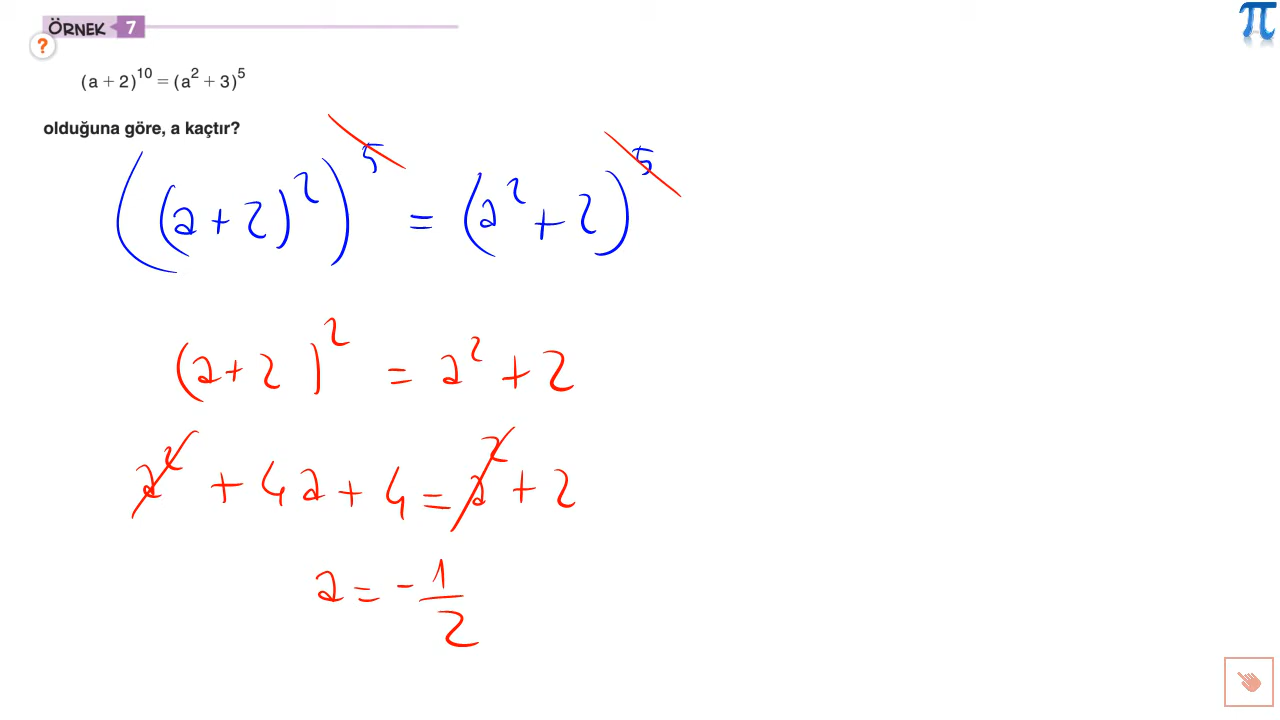 ÖRNEK 7
?
π
(a + 2)^10 = (a^2 + 3)^5
olduğuna göre, a kaçtır?
((a+2)^2)^5 = (a^2+2)^5
(a+2)^2 = a^2+2
a^2 + 4a + 4 = a^2 + 2
a = -1/2